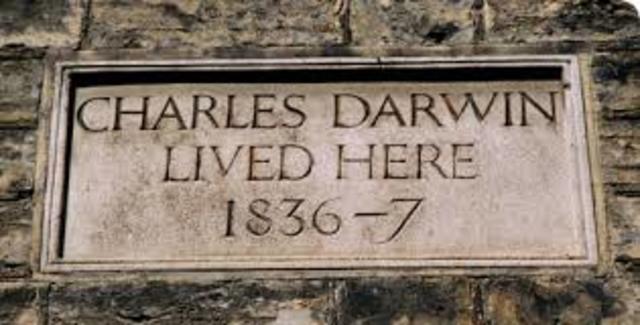 CHARLES DARWIN
LIVED HERE
1836-7